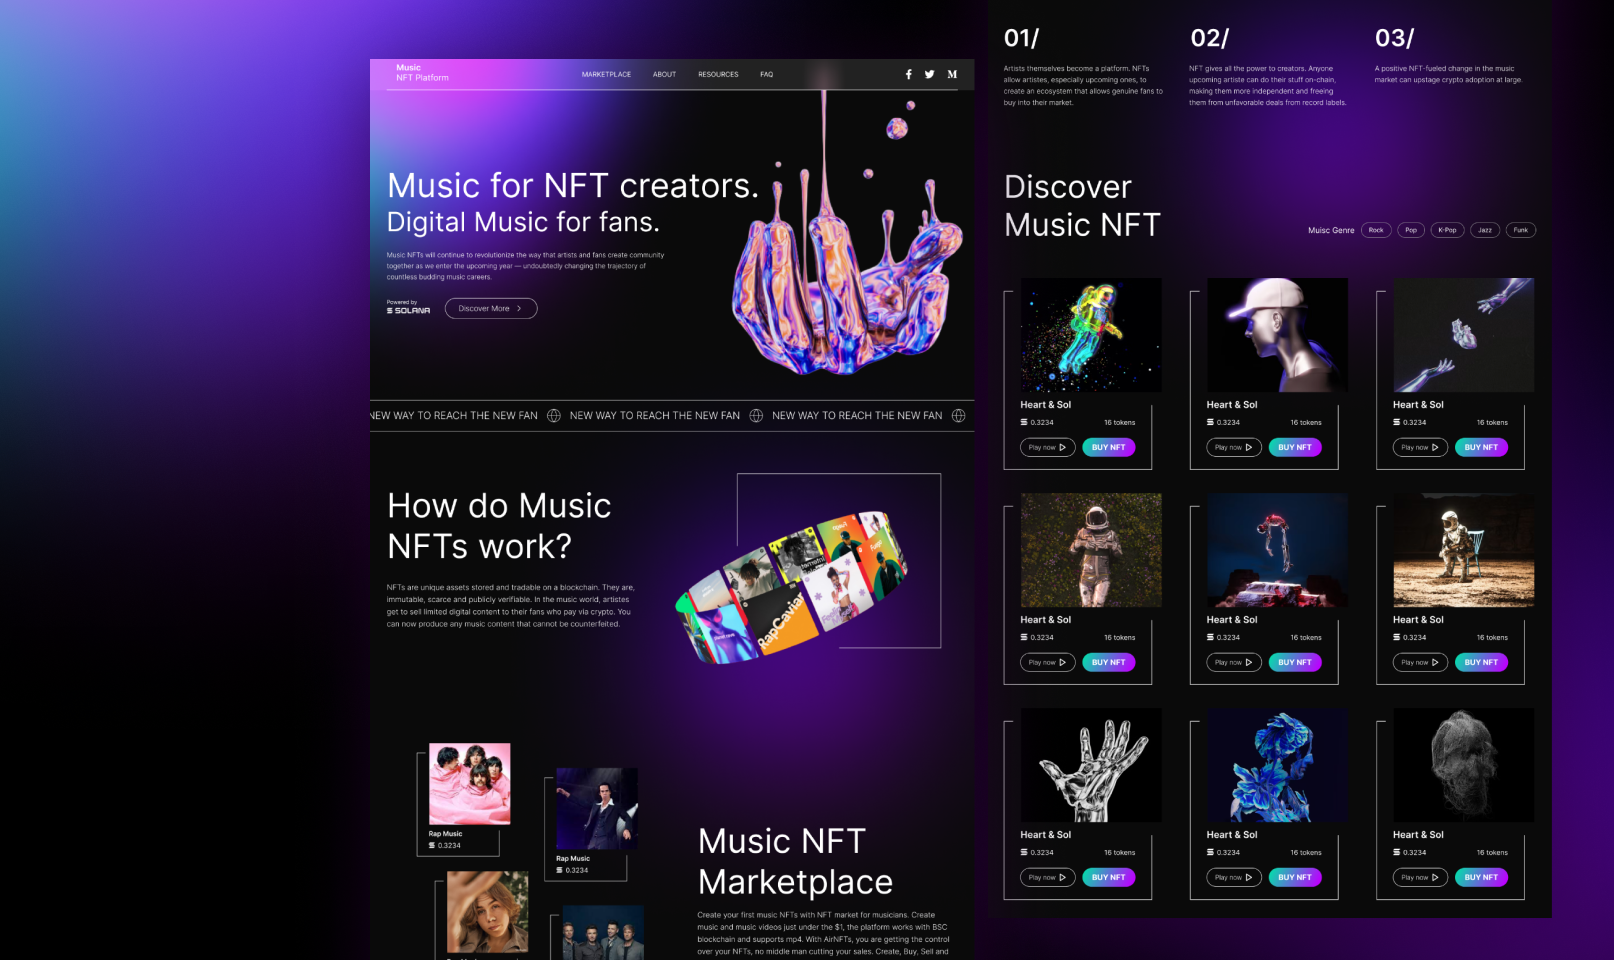 Music
NFT Platform
MARKETPLACE
ABOUT
RESOURCES
FAQ
Music for NFT creators.
Digital Music for fans.
Music NFTs will continue to revolutionize the way that artists and fans create community
together as we enter the upcoming year — undoubtedly changing the trajectory of
countless budding music careers.
Powered by
SOLANA
Discover More
NEW WAY TO REACH THE NEW FAN
NEW WAY TO REACH THE NEW FAN
NEW WAY TO REACH THE NEW FAN
How do Music
NFTs work?
NFTs are unique assets stored and tradable on a blockchain. They are,
immutable, scarce and publicly verifiable. In the music world, artistes
get to sell limited digital content to their fans who pay via crypto. You
can now produce any music content that cannot be counterfeited.
RapCaviar
Rap Music
0.3234
Rap Music
0.3234
Music NFT
Marketplace
Create your first music NFTs with NFT market for musicians. Create
music and music videos just under the $1, the platform works with BSC
blockchain and supports mp4. With AirNFTs, you are getting the control
over your NFTs, no middle man cutting your sales. Create, Buy, Sell and
01/
Artists themselves become a platform. NFTs
allow artistes, especially upcoming ones, to
create an ecosystem that allows genuine fans to
buy into their market.
02/
NFT gives all the power to creators. Anyone
upcoming artiste can do their stuff on-chain,
making them more independent and freeing
them from unfavorable deals from record labels.
03/
A positive NFT-fueled change in the music
market can upstage crypto adoption at large.
Discover
Music NFT
Muisc Genre
Rock
Pop
K-Pop
Jazz
Funk
Heart & Sol
0.3234
16 tokens
Play now
BUY NFT
Heart & Sol
0.3234
16 tokens
Play now
BUY NFT
Heart & Sol
0.3234
16 tokens
Play now
BUY NFT
Heart & Sol
0.3234
16 tokens
Play now
BUY NFT
Heart & Sol
0.3234
16 tokens
Play now
BUY NFT
Heart & Sol
0.3234
16 tokens
Play now
BUY NFT
Heart & Sol
0.3234
16 tokens
Play now
BUY NFT
Heart & Sol
0.3234
16 tokens
Play now
BUY NFT
Heart & Sol
0.3234
16 tokens
Play now
BUY NFT